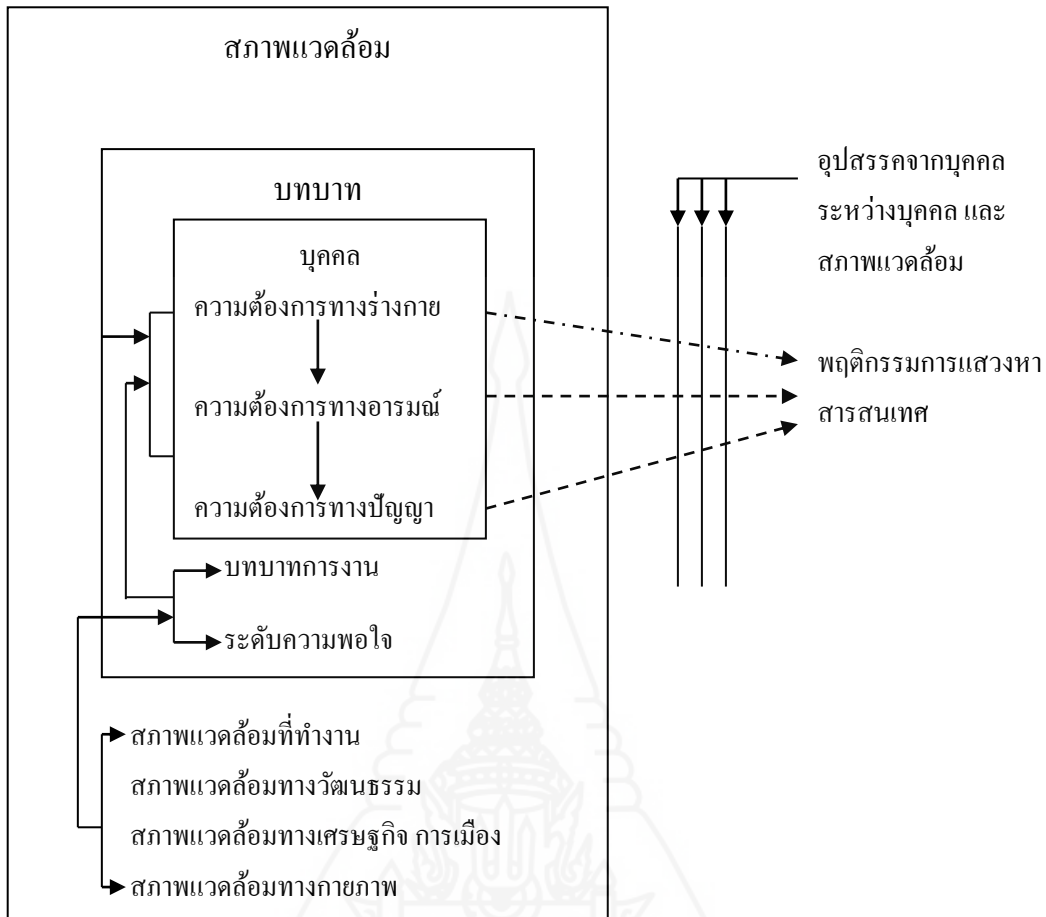 สภาพแวดล้อม
บทบาท
บุคคล
ความต้องการทางร่างกาย
ความต้องการทางอารมณ์
ความต้องการทางปัญญา
บทบาทการงาน
ระดับความพอใจ
สภาพแวดล้อมที่ทำงาน
สภาพแวดล้อมทางวัฒนธรรม
สภาพแวดล้อมทางเศรษฐกิจ การเมือง
สภาพแวดล้อมทางกายภาพ
อุปสรรคจากบุคคล
ระหว่างบุคคล และ
สภาพแวดล้อม
พฤติกรรมการแสวงหา
สารสนเทศ